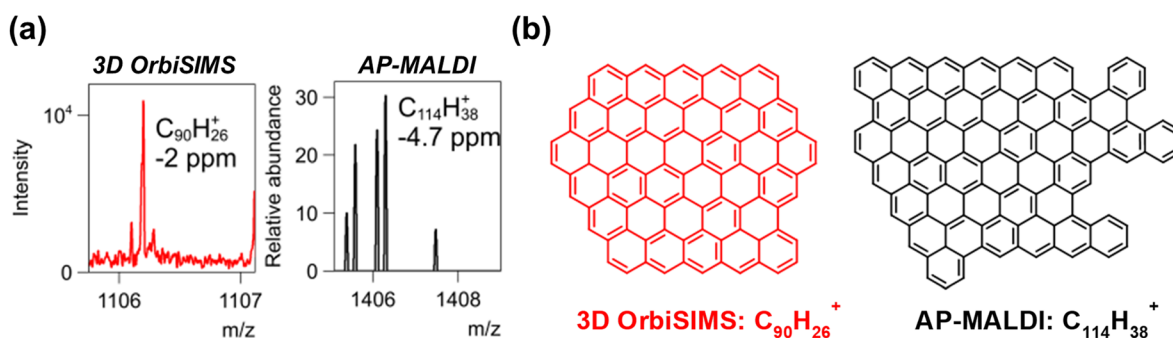 (a)
3D OrbiSIMS
AP-MALDI
Intensity
10⁴
0
C₉₀H₂₆⁺
-2 ppm
1106
1107
m/z
Relative abundance
30
20
10
0
C₁₁₄H₃₈⁺
-4.7 ppm
1406
1408
m/z
(b)
3D OrbiSIMS: C₉₀H₂₆⁺
AP-MALDI: C₁₁₄H₃₈⁺